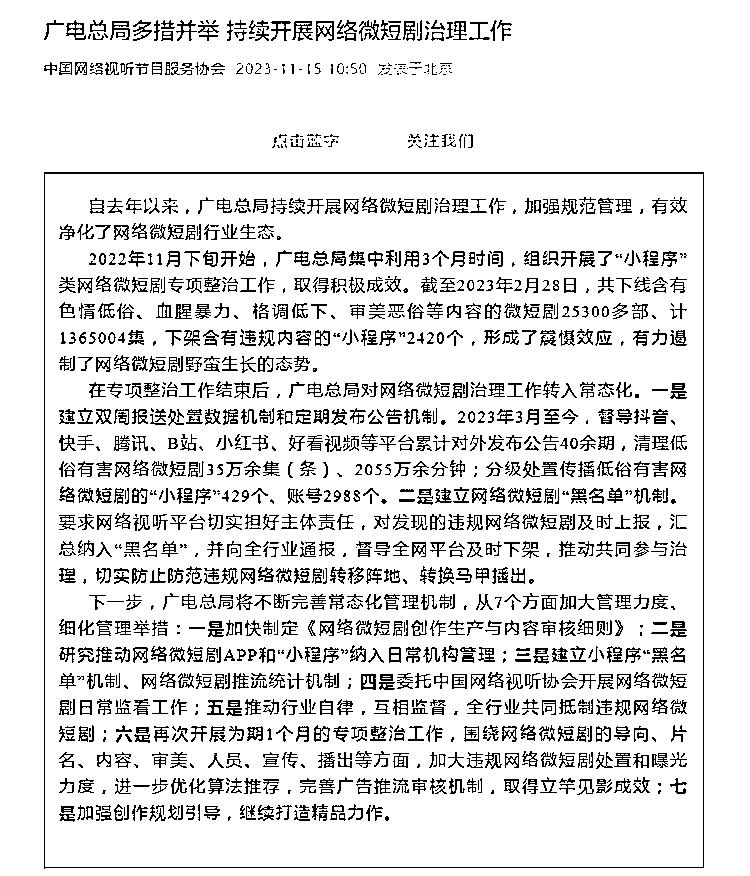 广电总局多措并举 持续开展网络微短剧治理工作
中国网络视听节目服务协会 2023-11-15 10:50 发表于北京
点击蓝字 关注我们
自去年以来，广电总局持续开展网络微短剧治理工作，加强规范管理，有效
净化了网络微短剧行业生态。
2022年11月下旬开始，广电总局集中利用3个月时间，组织开展了“小程序”
类网络微短剧专项整治工作，取得积极成效。截至2023年2月28日，共下线含有
色情低俗、血腥暴力、格调低下、审美恶俗等内容的微短剧25300多部、计
1365004集，下架含有违规内容的“小程序”2420个，形成了震慑效应，有力遏
制了网络微短剧野蛮生长的态势。
在专项整治工作结束后，广电总局对网络微短剧治理工作转入常态化。一是
建立双周报送处置数据机制和定期发布公告机制。2023年3月至今，督导抖音、
快手、腾讯、B站、小红书、好看视频等平台累计对外发布公告40余期，清理低
俗有害网络微短剧35万余集（条）、2055万余分钟；分级处置传播低俗有害网
络微短剧的“小程序”429个、账号2988个。二是建立网络微短剧“黑名单”机制。
要求网络视听平台切实担好主体责任，对发现的违规网络微短剧及时上报，汇
总纳入“黑名单”，并向全行业通报，督导全网平台及时下架，推动共同参与治
理，切实防止防范违规网络微短剧转移阵地、转换马甲播出。
下一步，广电总局将不断完善常态化管理机制，从7个方面加大管理力度、
细化管理举措：一是加快制定《网络微短剧创作生产与内容审核细则》；二是
研究推动网络微短剧APP和“小程序”纳入日常机构管理；三是建立小程序“黑名
单”机制、网络微短剧推流统计机制；四是委托中国网络视听协会开展网络微短
剧日常监看工作；五是推动行业自律，互相监督，全行业共同抵制违规网络微
短剧；六是再次开展为期1个月的专项整治工作，围绕网络微短剧的导向、片
名、内容、审美、人员、宣传、播出等方面，加大违规网络微短剧处置和曝光
力度，进一步优化算法推荐，完善广告推流审核机制，取得立竿见影成效；七
是加强创作规划引导，继续打造精品力作。